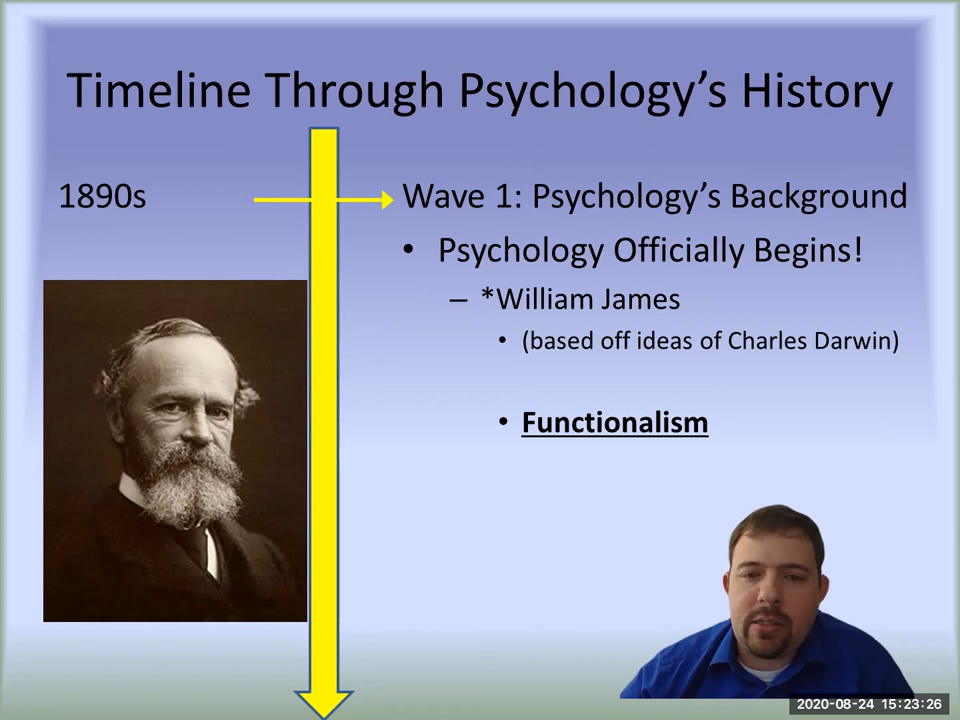 Timeline Through Psychology's History
1890s
Wave 1: Psychology's Background
• Psychology Officially Begins!
– *William James
• (based off ideas of Charles Darwin)
• Functionalism
2020-08-24 15:23:26